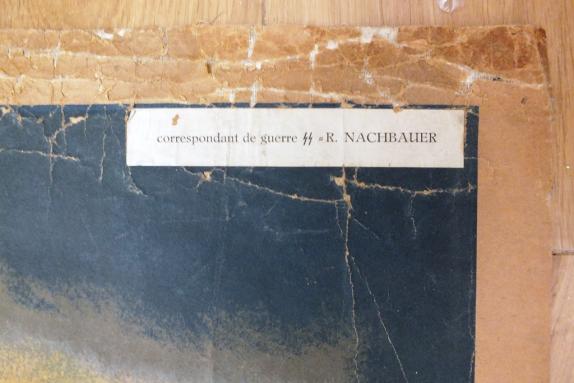 correspondant de guerre ᛋᛋ = R. NACHBAUER